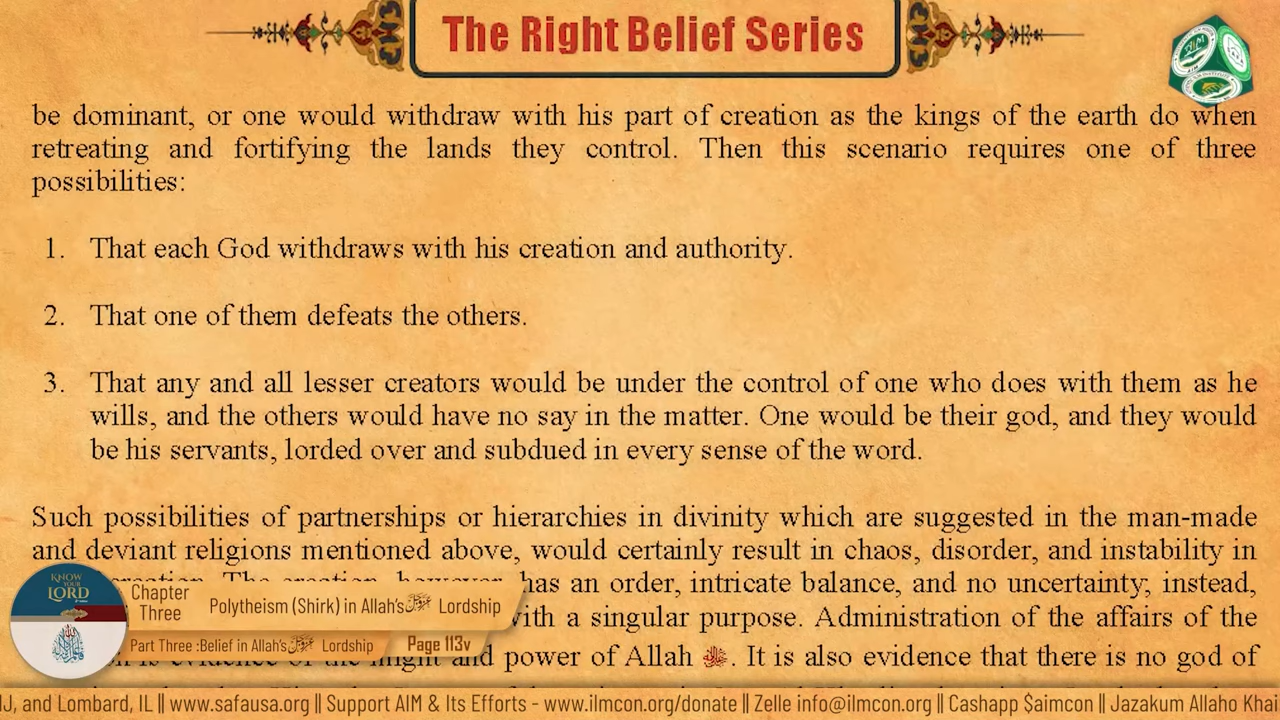 The Right Belief Series
be dominant, or one would withdraw with his part of creation as the kings of the earth do when
retreating and fortifying the lands they control. Then this scenario requires one of three
possibilities:
1. That each God withdraws with his creation and authority.
2. That one of them defeats the others.
3. That any and all lesser creators would be under the control of one who does with them as he
wills, and the others would have no say in the matter. One would be their god, and they would
be his servants, lorded over and subdued in every sense of the word.
Such possibilities of partnerships or hierarchies in divinity which are suggested in the man-made
and deviant religions mentioned above, would certainly result in chaos, disorder, and instability in
creation. The creation, however, has an order, intricate balance, and no uncertainty; instead,
with a singular purpose. Administration of the affairs of the
is evidence of the might and power of Allah ﷻ. It is also evidence that there is no god of
KNOW
YOUR
LORD
Chapter
Three
Polytheism (Shirk) in Allah's Lordship
Part Three :Belief in Allah's Lordship
Page 113v
NJ, and Lombard, IL || www.safausa.org || Support AIM & Its Efforts - www.ilmcon.org/donate || Zelle info@ilmcon.org || Cashapp $aimcon || Jazakum Allaho Khai